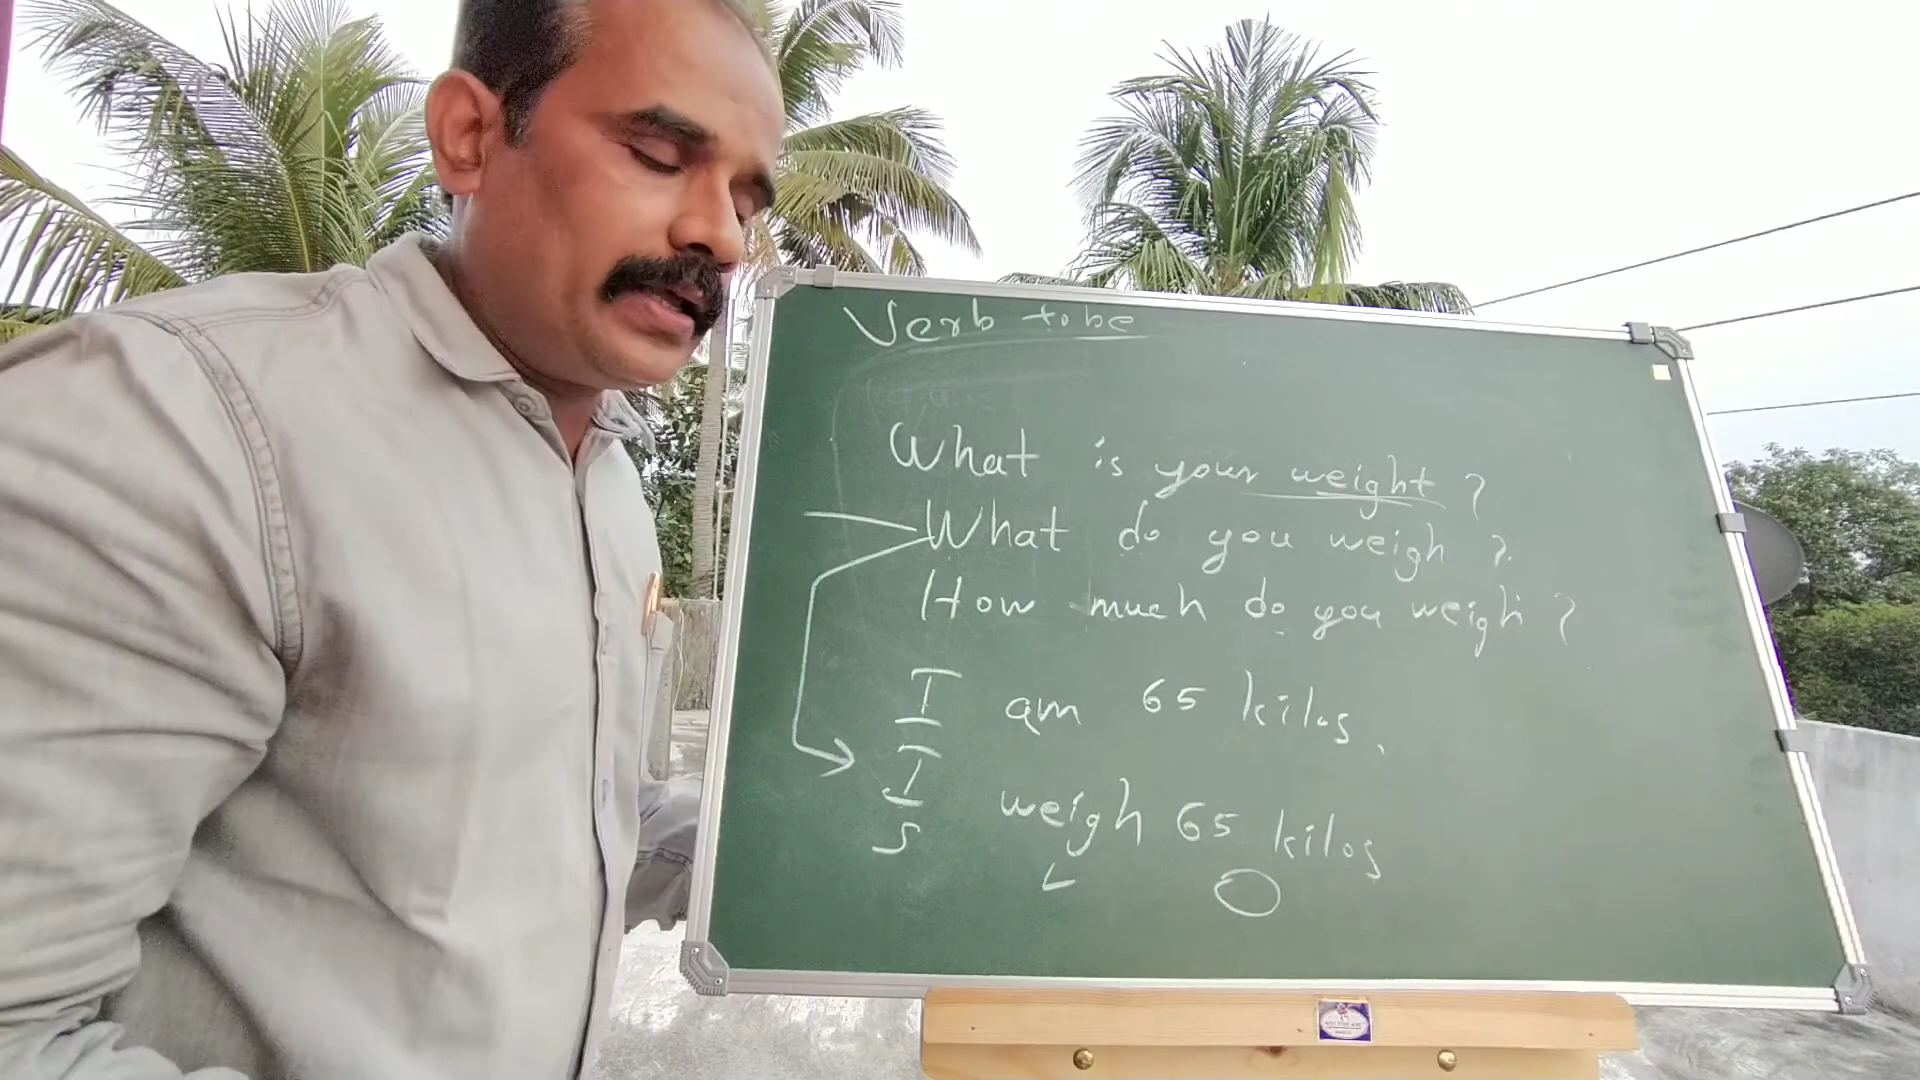 Verb to be
What is your weight?
What do you weigh?
How much do you weigh?
I am 65 kilos.
I weigh 65 kilos
S